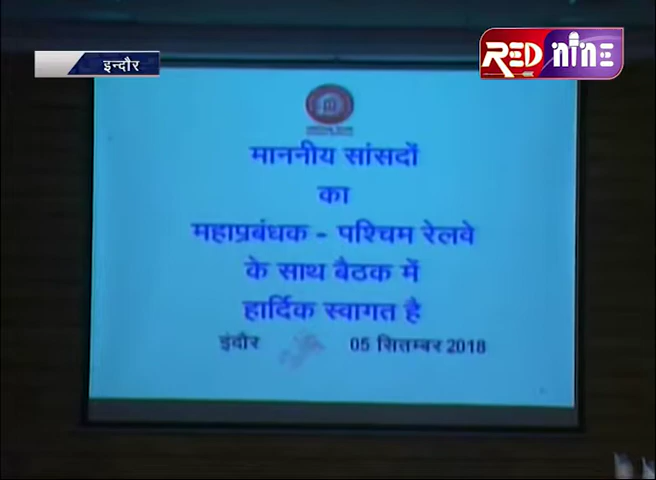 इन्दौर
RED NINE
माननीय सांसदों
का
महाप्रबंधक - पश्चिम रेलवे
के साथ बैठक में
हार्दिक स्वागत है
इंदौर 05 सितम्बर 2018